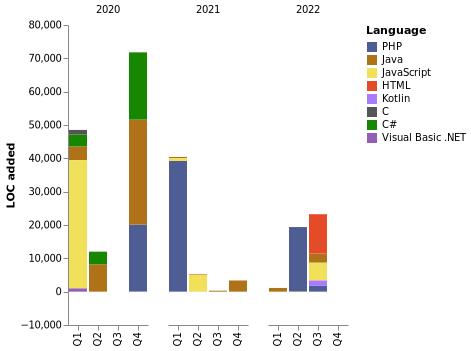 2020
2021
2022
80,000
70,000
60,000
50,000
40,000
30,000
20,000
10,000
0
−10,000
LOC added
Q1
Q2
Q3
Q4
Q1
Q2
Q3
Q4
Q1
Q2
Q3
Q4
Language
PHP
Java
JavaScript
HTML
Kotlin
C
C#
Visual Basic .NET